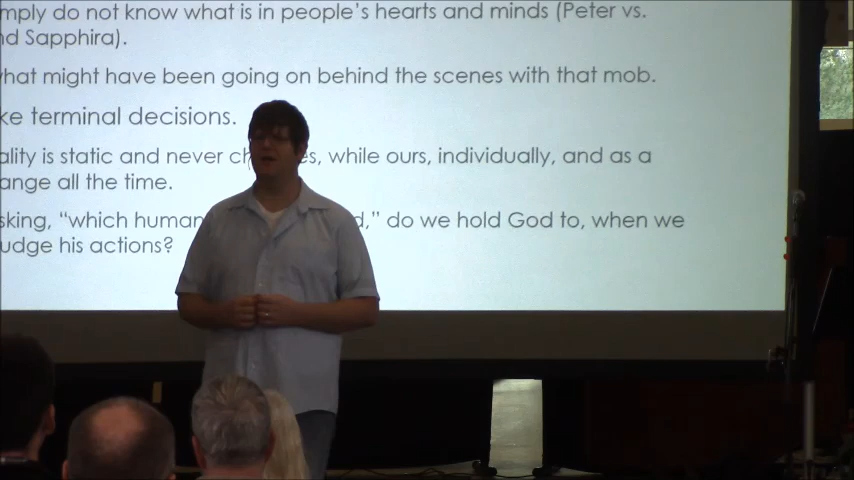 mply do not know what is in people's hearts and minds (Peter vs.
nd Sapphira).
what might have been going on behind the scenes with that mob.
ke terminal decisions.
ality is static and never ch es, while ours, individually, and as a
ange all the time.
sking, “which human d,” do we hold God to, when we
udge his actions?